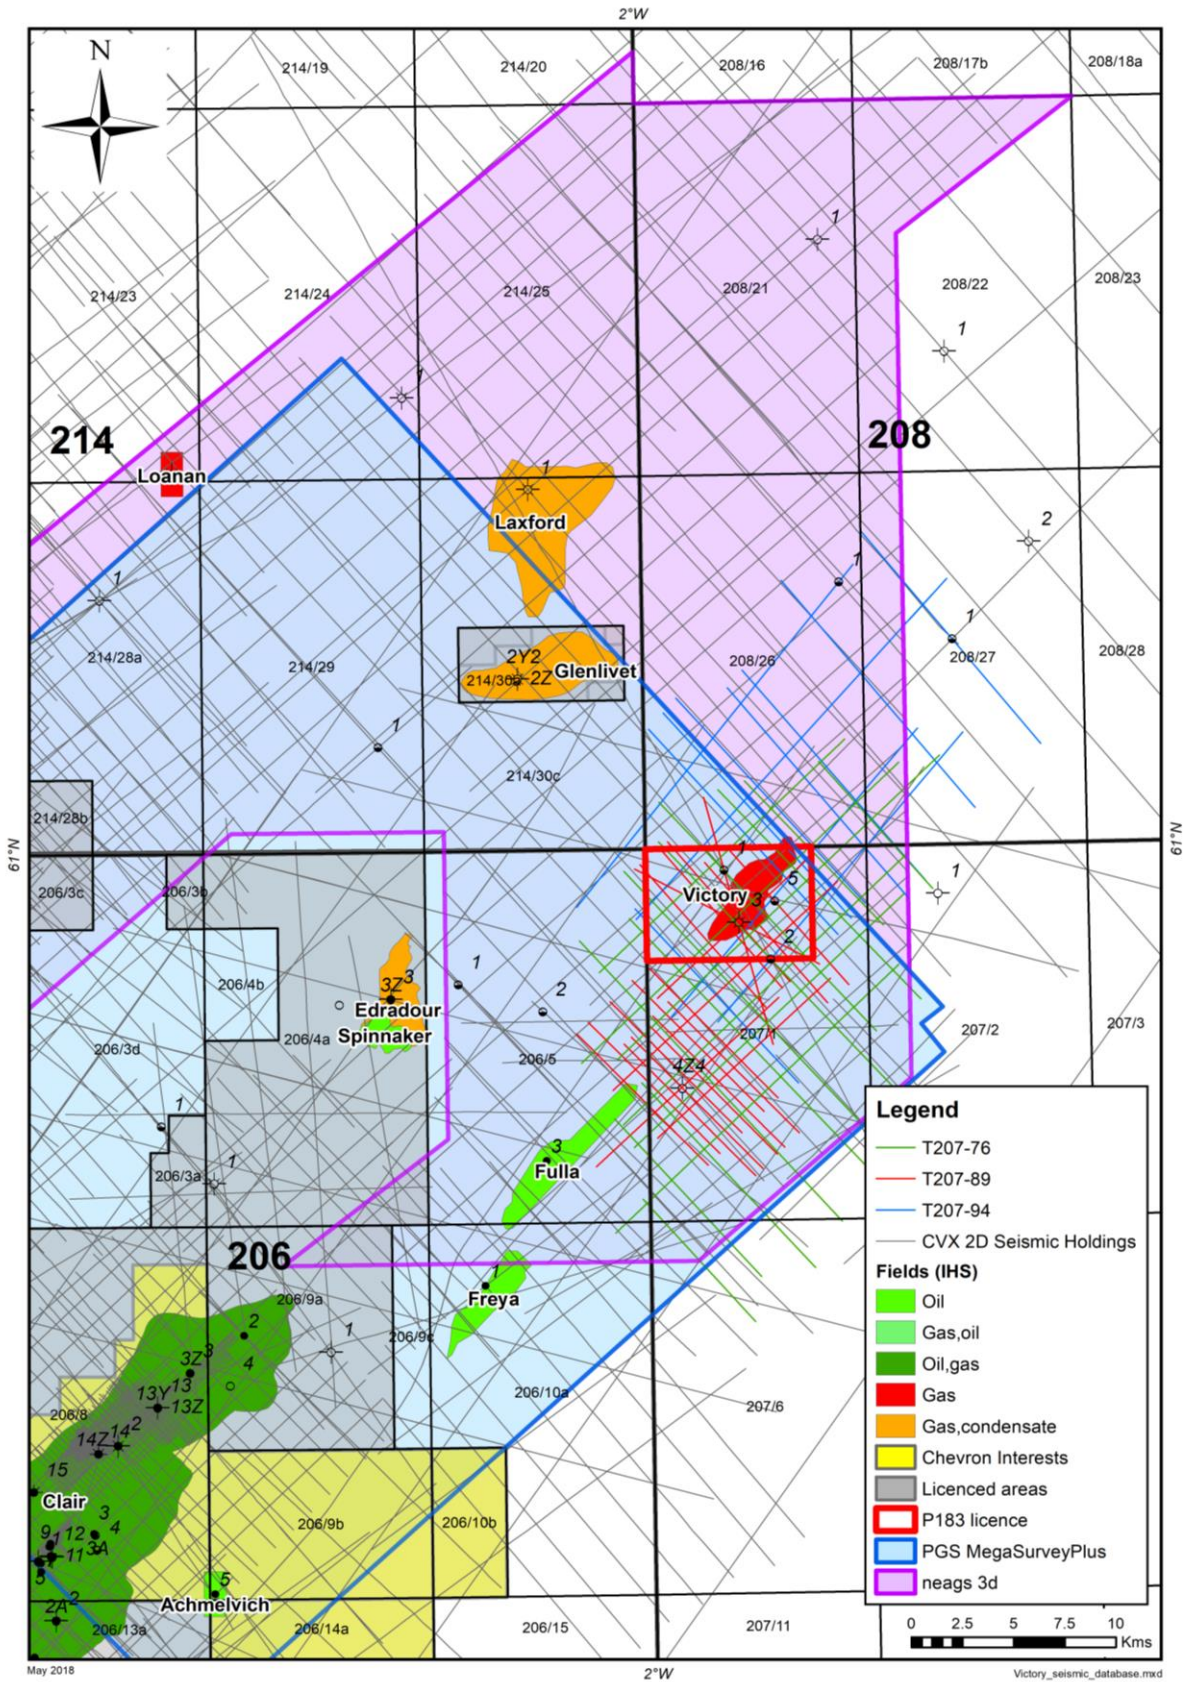 2°W
N
214/19
214/20
208/16
208/17b
208/18a
1
214/23
214/24
214/25
208/21
208/22
208/23
1
1
214
208
Loanan
1
Laxford
2
1
1
1
214/28a
214/29
2Y2
2Z
Glenlivet
208/26
208/27
208/28
1
214/30c
214/28b
61°N
61°N
206/3c
206/3b
1
Victory
5
3
2
1
206/4b
3Z
3
1
2
Edradour
Spinnaker
206/3d
206/4a
206/5
207/1
207/2
207/3
4Z4
1
206/3a
1
3
Fulla
206
1
Freya
206/9a
2
1
206/9c
3Z
3
4
13Y
13
13Z
206/10a
207/6
206/8
14Z
14
2
15
Clair
3
4
9
1
12
11
3A
5
206/9b
206/10b
5
Achmelvich
2A
2
206/13a
206/14a
206/15
207/11
Legend
T207-76
T207-89
T207-94
CVX 2D Seismic Holdings
Fields (IHS)
Oil
Gas,oil
Oil,gas
Gas
Gas,condensate
Chevron Interests
Licenced areas
P183 licence
PGS MegaSurveyPlus
neags 3d
0 2.5 5 7.5 10
Kms
May 2018
2°W
Victory_seismic_database.mxd